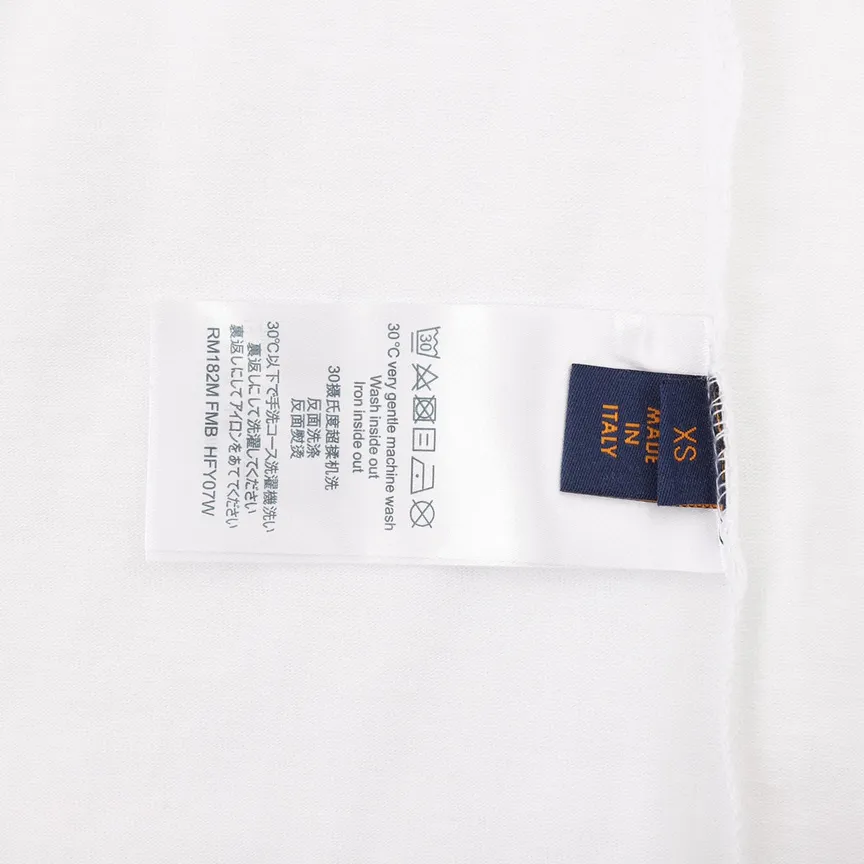 XS
MADE
IN
ITALY
30
30°C very gentle machine wash
Wash inside out
Iron inside out
30摄氏度超揉机洗
反面洗涤
反面熨烫
30℃以下で手洗コース洗濯機洗い
裏返しにして洗濯してください
裏返しにしてアイロンをあててください
RM182M FMB HFY07W